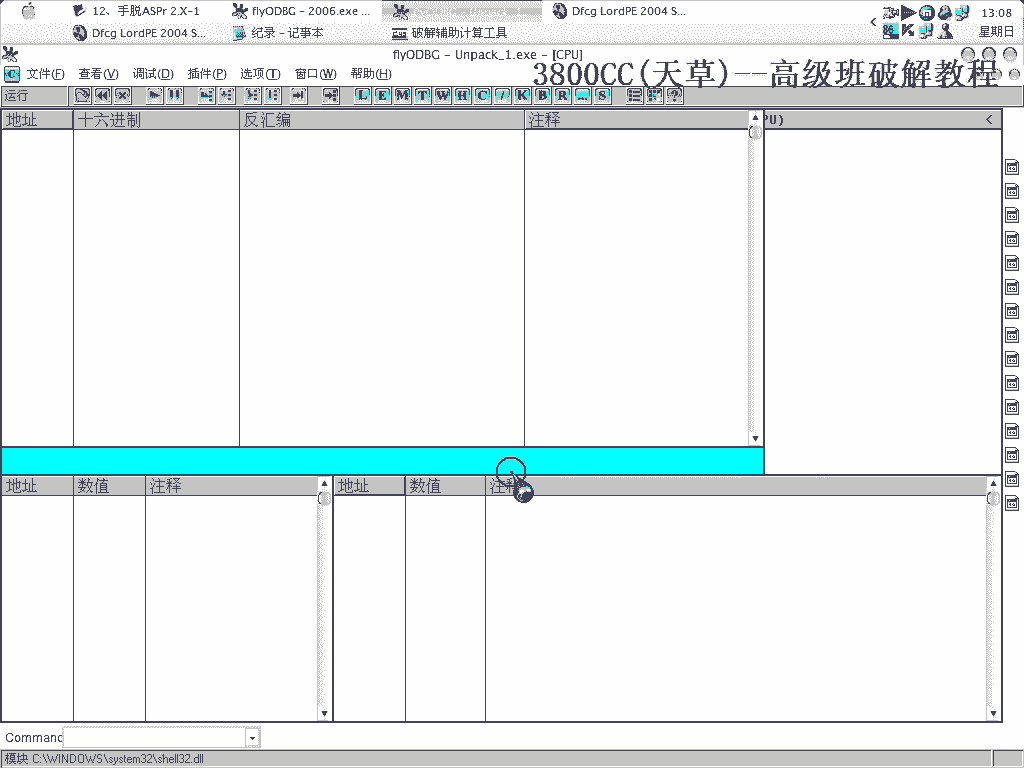 12、手脱ASPr 2.X-1
flyODBG - 2006.exe ...
Dfcg LordPE 2004 S...
13:08
Dfcg LordPE 2004 S...
纪录 - 记事本
破解辅助计算工具
星期日
flyODBG - Unpack_1.exe - [CPU]
文件(F) 查看(V) 调试(D) 插件(P) 选项(T) 窗口(W) 帮助(H)
3800CC(天草)--高级班破解教程
运行
L E M T W H C / K B R ... S
地址 十六进制 反汇编 注释
PU)
地址 数值 注释
地址 数值 注释
Command
模块 C:\WINDOWS\system32\shell32.dll